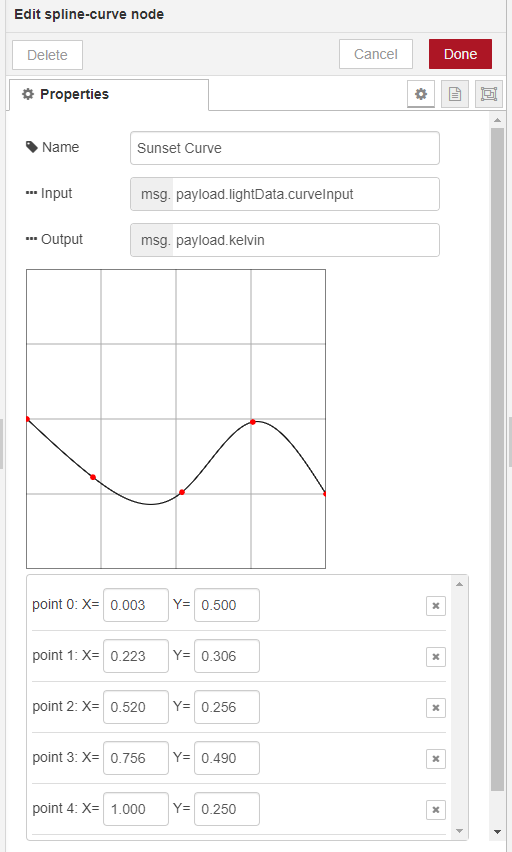 Edit spline-curve node
Delete Cancel Done
Properties
Name Sunset Curve
Input msg. payload.lightData.curveInput
Output msg. payload.kelvin
point 0: X= 0.003 Y= 0.500
point 1: X= 0.223 Y= 0.306
point 2: X= 0.520 Y= 0.256
point 3: X= 0.756 Y= 0.490
point 4: X= 1.000 Y= 0.250